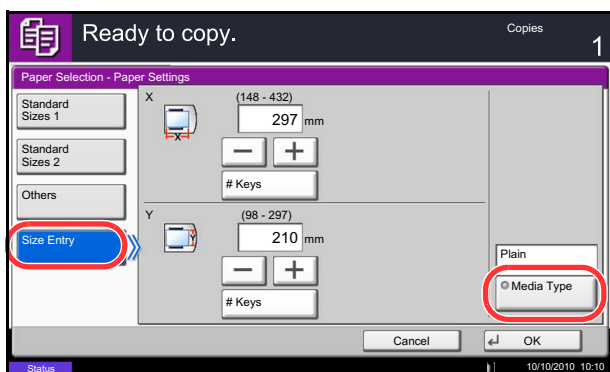 Ready to copy.
Copies
1
Paper Selection - Paper Settings
Standard
Sizes 1
Standard
Sizes 2
Others
Size Entry
X
(148 - 432)
297 mm
X
− +
# Keys
Y
(98 - 297)
210 mm
Y
− +
# Keys
Plain
Media Type
Cancel
OK
Status
10/10/2010 10:10